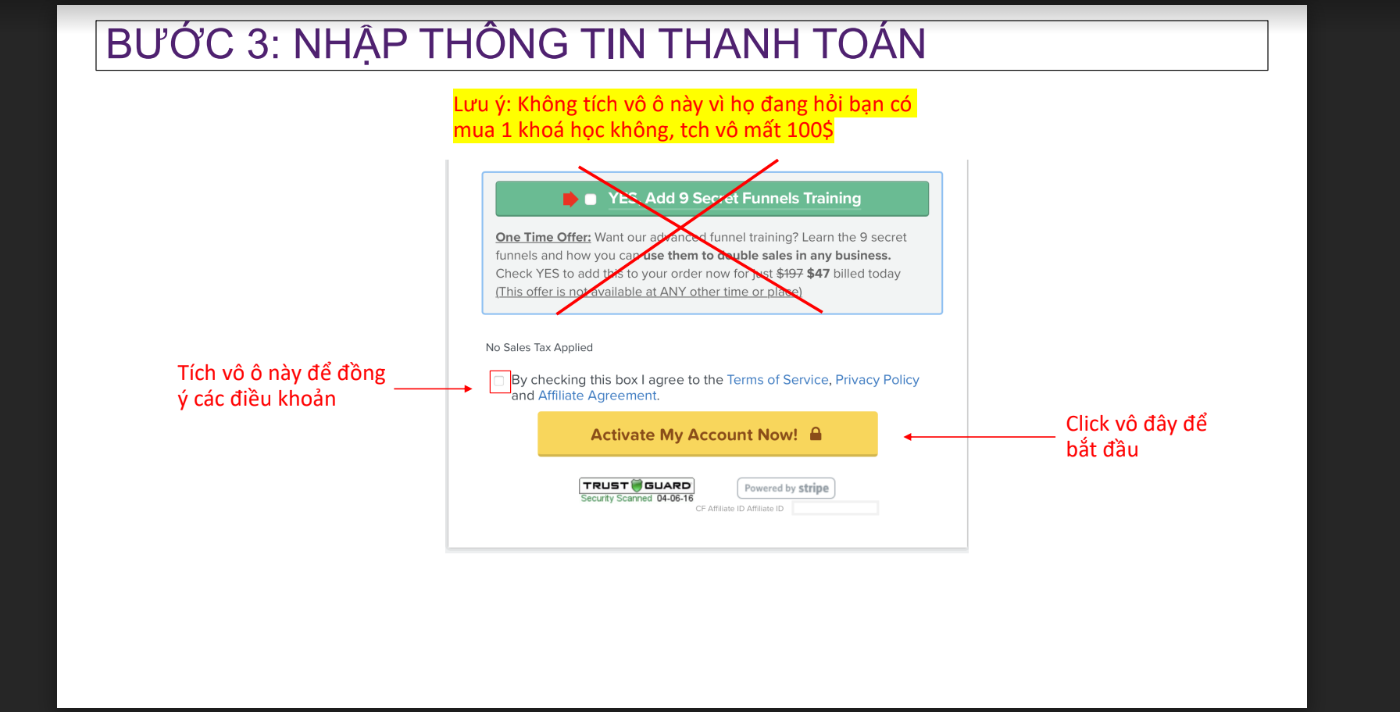 BƯỚC 3: NHẬP THÔNG TIN THANH TOÁN
Lưu ý: Không tích vô ô này vì họ đang hỏi bạn có
mua 1 khoá học không, tch vô mất 100$
YES, Add 9 Secret Funnels Training
One Time Offer: Want our advanced funnel training? Learn the 9 secret
funnels and how you can use them to double sales in any business.
Check YES to add this to your order now for just $197 $47 billed today
(This offer is not available at ANY other time or place)
No Sales Tax Applied
Tích vô ô này để đồng
ý các điều khoản
By checking this box I agree to the Terms of Service, Privacy Policy
and Affiliate Agreement.
Activate My Account Now!
Click vô đây để
bắt đầu
TRUST GUARD
Security Scanned 04-06-16
Powered by stripe
CF Affiliate ID Affiliate ID